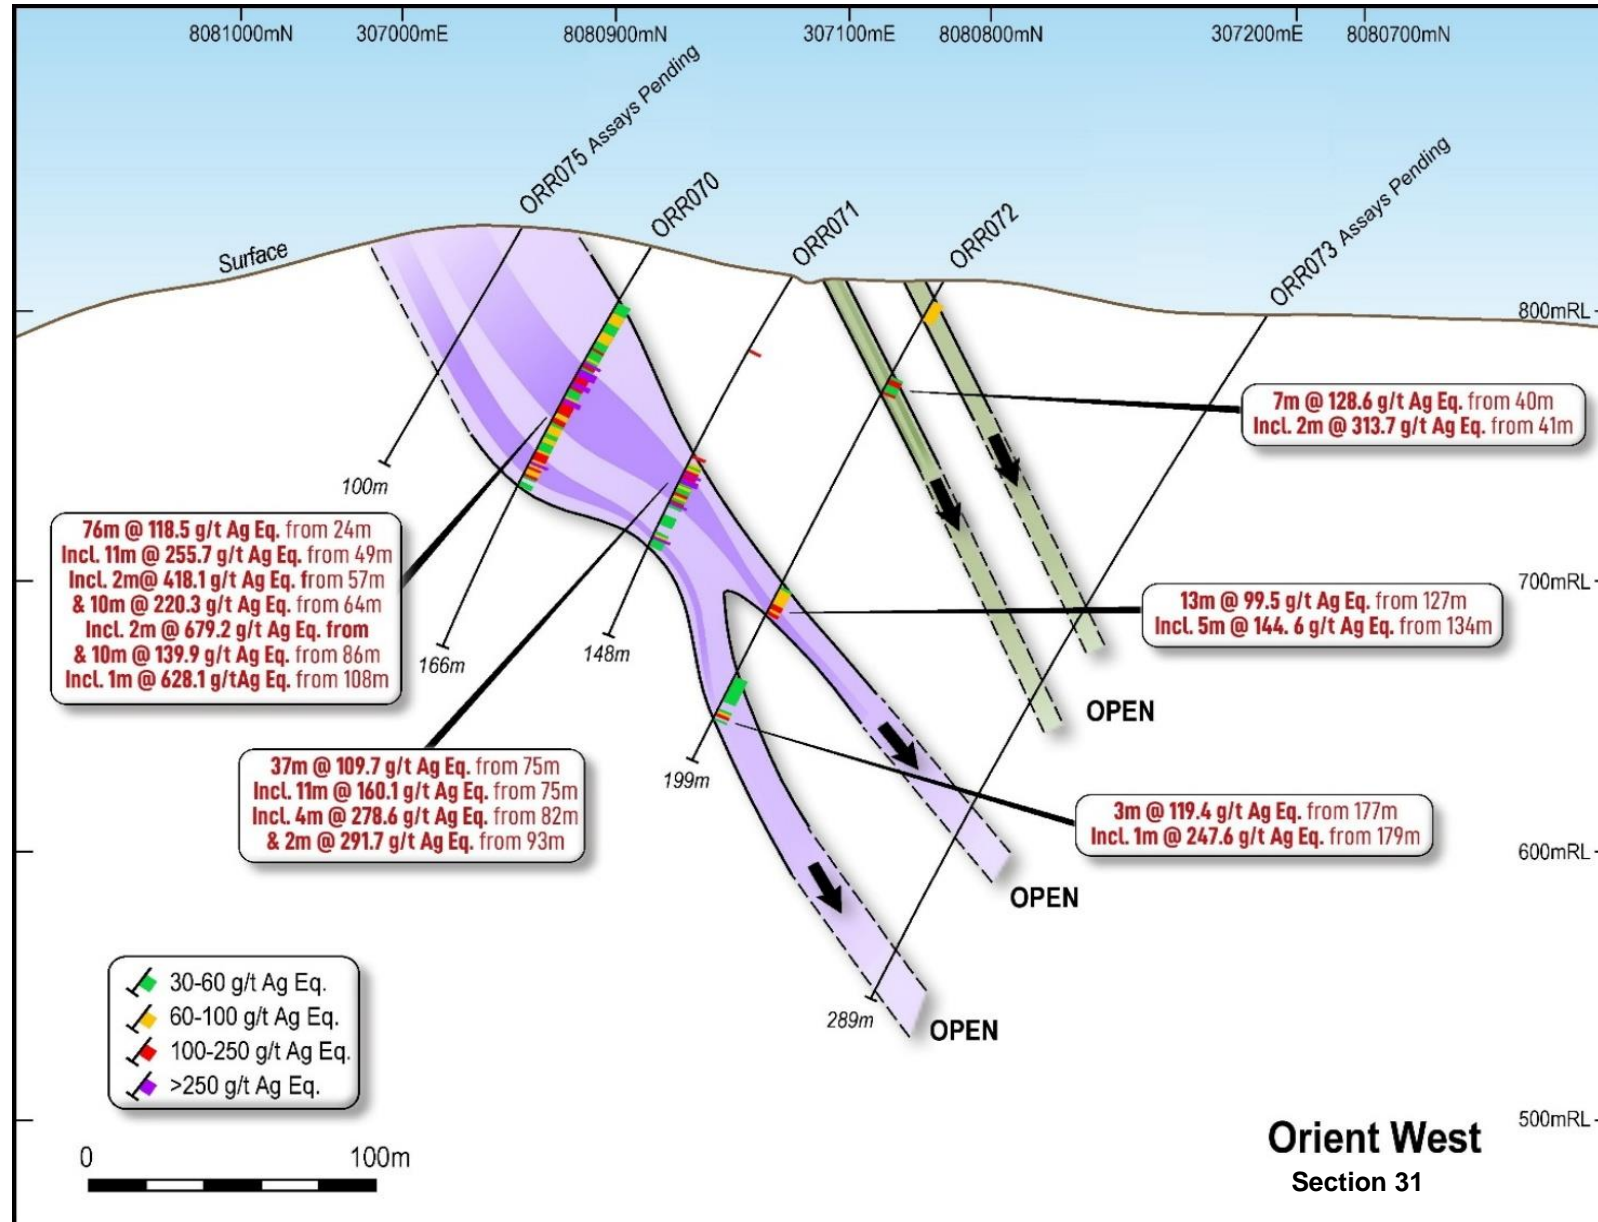 8081000mN
307000mE
8080900mN
307100mE
8080800mN
307200mE
8080700mN
ORR075 Assays Pending
ORR070
ORR071
ORR072
ORR073 Assays Pending
Surface
800mRL
7m @ 128.6 g/t Ag Eq. from 40m
Incl. 2m @ 313.7 g/t Ag Eq. from 41m
100m
76m @ 118.5 g/t Ag Eq. from 24m
Incl. 11m @ 255.7 g/t Ag Eq. from 49m
Incl. 2m@ 418.1 g/t Ag Eq. from 57m
& 10m @ 220.3 g/t Ag Eq. from 64m
Incl. 2m @ 679.2 g/t Ag Eq. from
& 10m @ 139.9 g/t Ag Eq. from 86m
Incl. 1m @ 628.1 g/tAg Eq. from 108m
700mRL
13m @ 99.5 g/t Ag Eq. from 127m
Incl. 5m @ 144. 6 g/t Ag Eq. from 134m
166m
148m
OPEN
37m @ 109.7 g/t Ag Eq. from 75m
Incl. 11m @ 160.1 g/t Ag Eq. from 75m
Incl. 4m @ 278.6 g/t Ag Eq. from 82m
& 2m @ 291.7 g/t Ag Eq. from 93m
199m
3m @ 119.4 g/t Ag Eq. from 177m
Incl. 1m @ 247.6 g/t Ag Eq. from 179m
600mRL
OPEN
289m
OPEN
30-60 g/t Ag Eq.
60-100 g/t Ag Eq.
100-250 g/t Ag Eq.
>250 g/t Ag Eq.
500mRL
0
100m
Orient West
Section 31